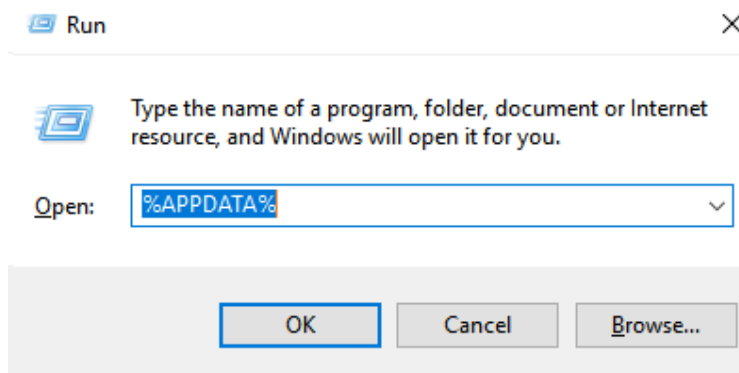 Run
Type the name of a program, folder, document or Internet
resource, and Windows will open it for you.
Open: %APPDATA%
OK Cancel Browse...